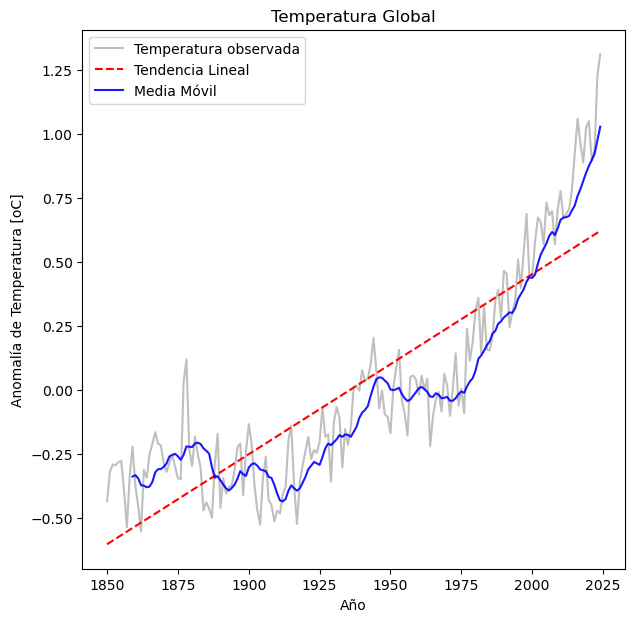 Temperatura Global
Temperatura observada
Tendencia Lineal
Media Móvil
Anomalía de Temperatura [oC]
1.25
1.00
0.75
0.50
0.25
0.00
−0.25
−0.50
1850 1875 1900 1925 1950 1975 2000 2025
Año